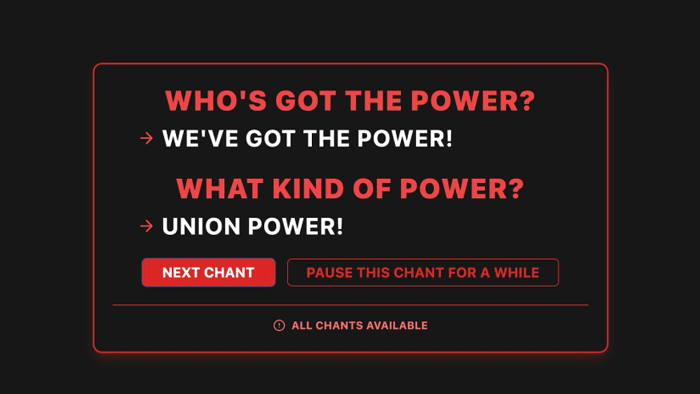 WHO'S GOT THE POWER?
→ WE'VE GOT THE POWER!
WHAT KIND OF POWER?
→ UNION POWER!
NEXT CHANT PAUSE THIS CHANT FOR A WHILE
ALL CHANTS AVAILABLE